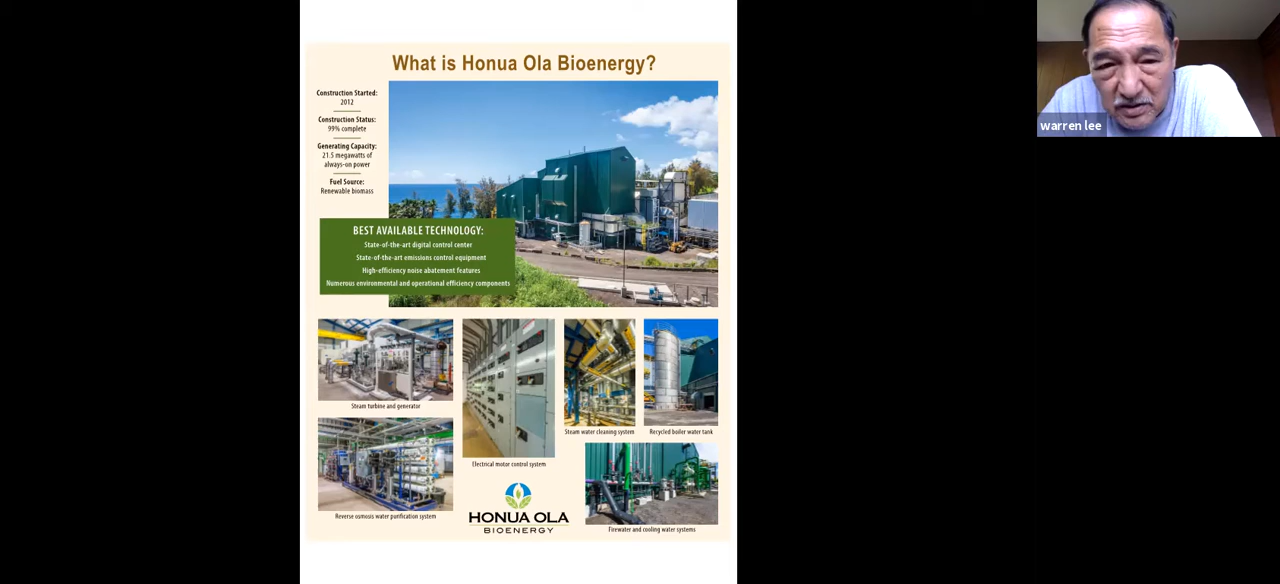 What is Honua Ola Bioenergy?
Construction Started:
2012
Construction Status:
99% complete
Generating Capacity:
21.5 megawatts of
always-on power
Fuel Source:
Renewable biomass
BEST AVAILABLE TECHNOLOGY:
State-of-the-art digital control center
State-of-the-art emissions control equipment
High-efficiency noise abatement features
Numerous environmental and operational efficiency components
Steam turbine and generator
Steam water cleaning system
Recycled boiler water tank
Electrical motor control system
Reverse osmosis water purification system
Firewater and cooling water systems
HONUA OLA
BIOENERGY
warren lee